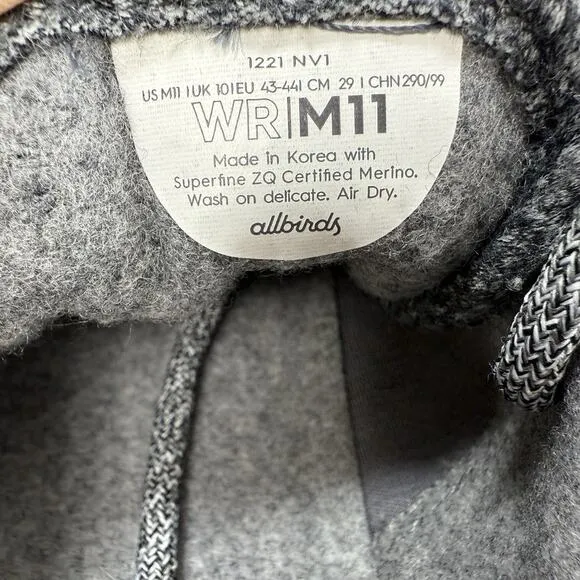 1221 NV1
US M11 | UK 10 | EU 43-44 | CM 29 | CHN 290/99
WR|M11
Made in Korea with
Superfine ZQ Certified Merino.
Wash on delicate. Air Dry.
allbirds